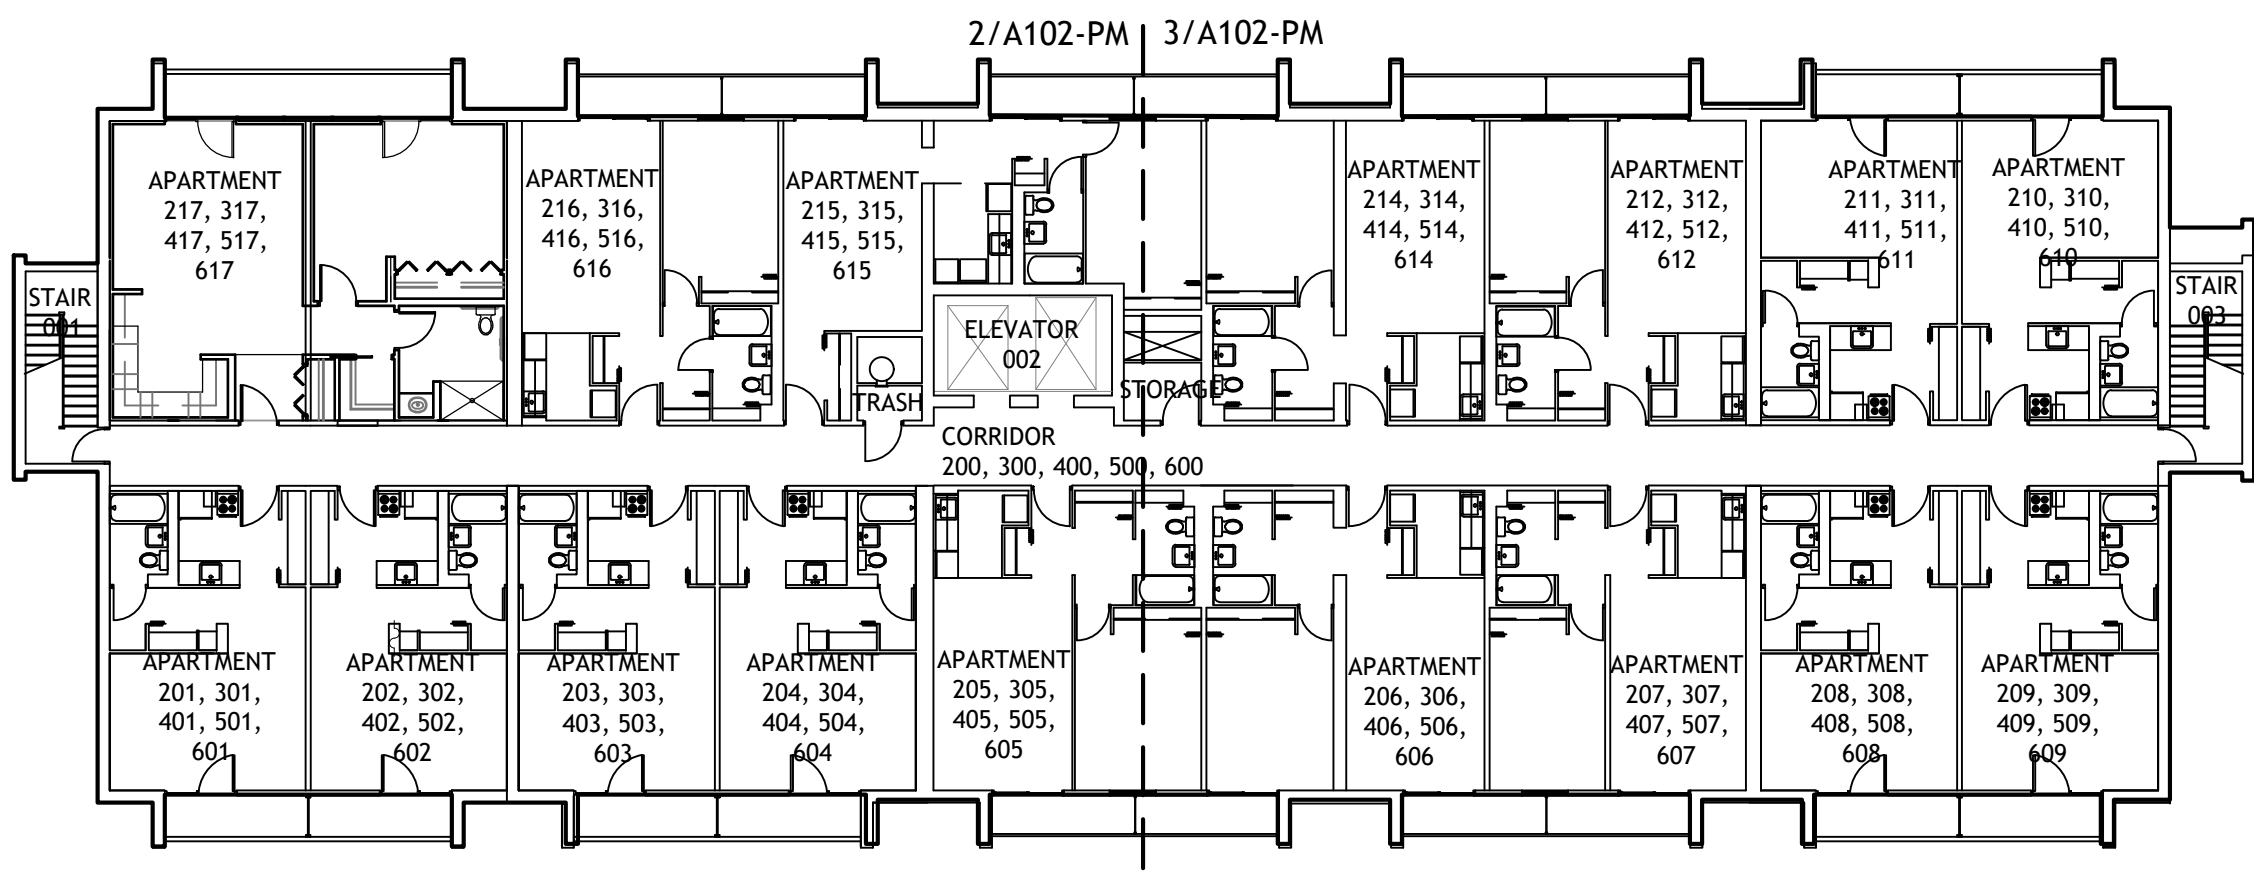 2/A102-PM
3/A102-PM
APARTMENT
217, 317,
417, 517,
617
APARTMENT
216, 316,
416, 516,
616
APARTMENT
215, 315,
415, 515,
615
APARTMENT
214, 314,
414, 514,
614
APARTMENT
212, 312,
412, 512,
612
APARTMENT
211, 311,
411, 511,
611
APARTMENT
210, 310,
410, 510,
610
STAIR
001
ELEVATOR
002
STAIR
003
TRASH
STORAGE
CORRIDOR
200, 300, 400, 500, 600
APARTMENT
201, 301,
401, 501,
601
APARTMENT
202, 302,
402, 502,
602
APARTMENT
203, 303,
403, 503,
603
APARTMENT
204, 304,
404, 504,
604
APARTMENT
205, 305,
405, 505,
605
APARTMENT
206, 306,
406, 506,
606
APARTMENT
207, 307,
407, 507,
607
APARTMENT
208, 308,
408, 508,
608
APARTMENT
209, 309,
409, 509,
609